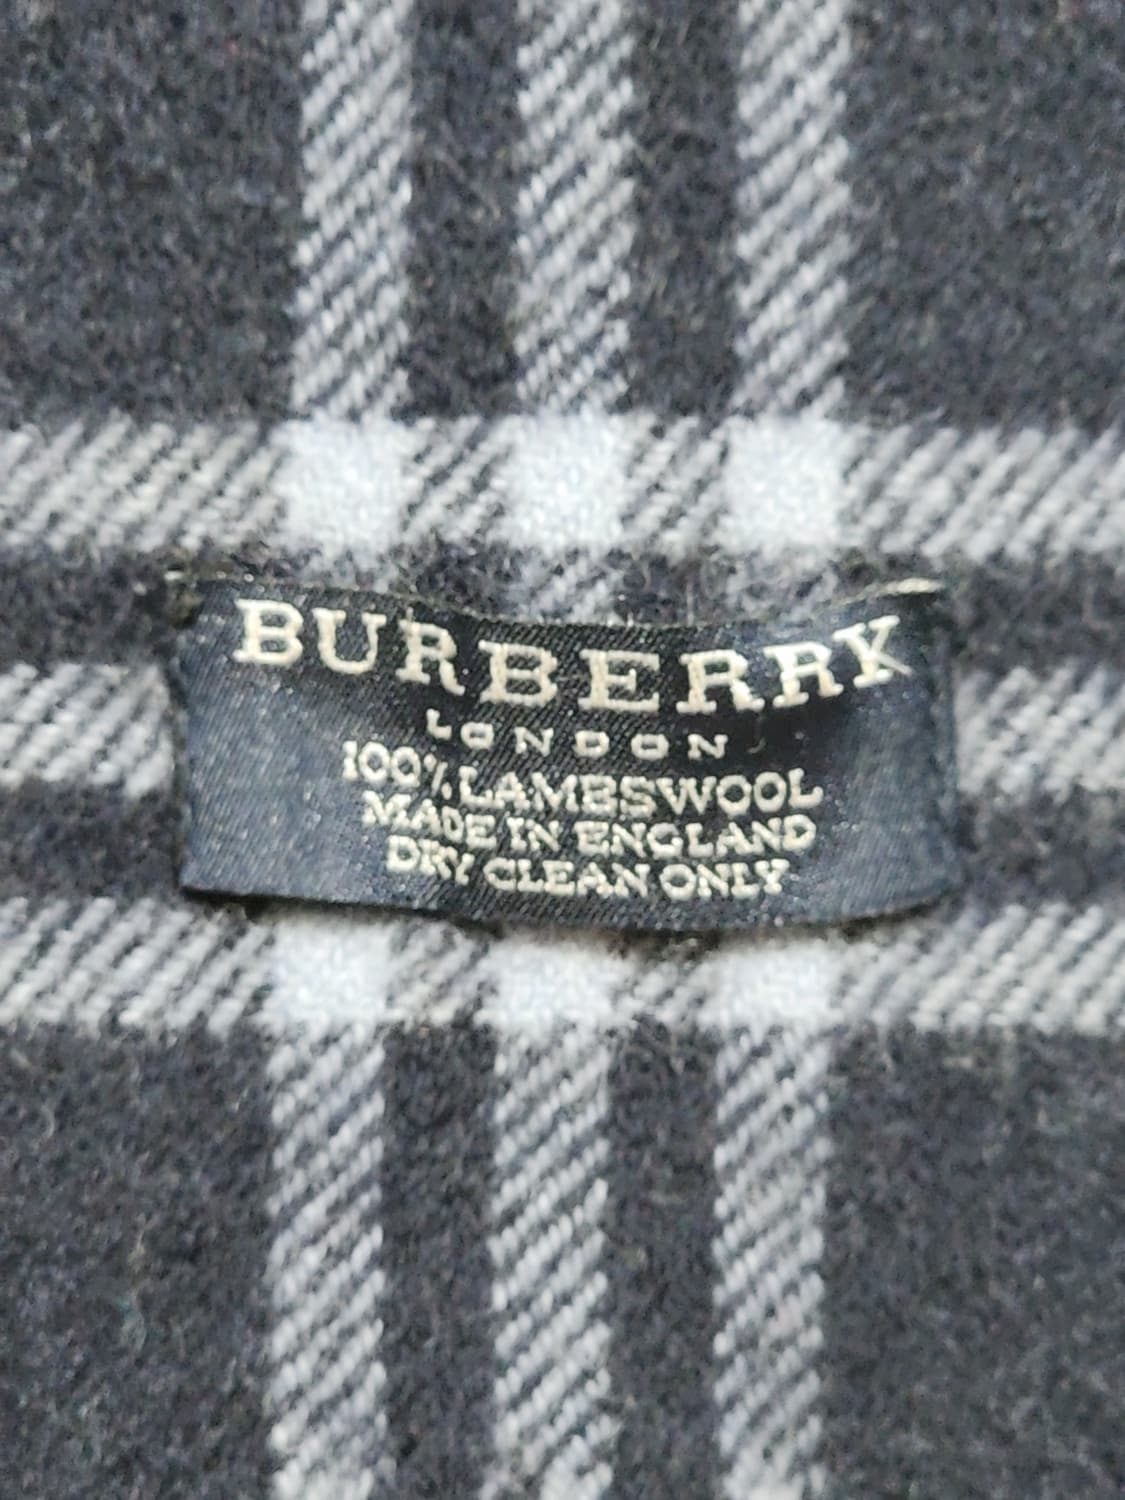 BURBERRY
LONDON
100% LAMBSWOOL
MADE IN ENGLAND
DRY CLEAN ONLY